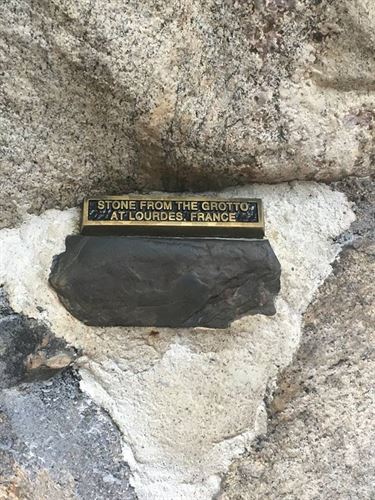 STONE FROM THE GROTTO
AT LOURDES, FRANCE